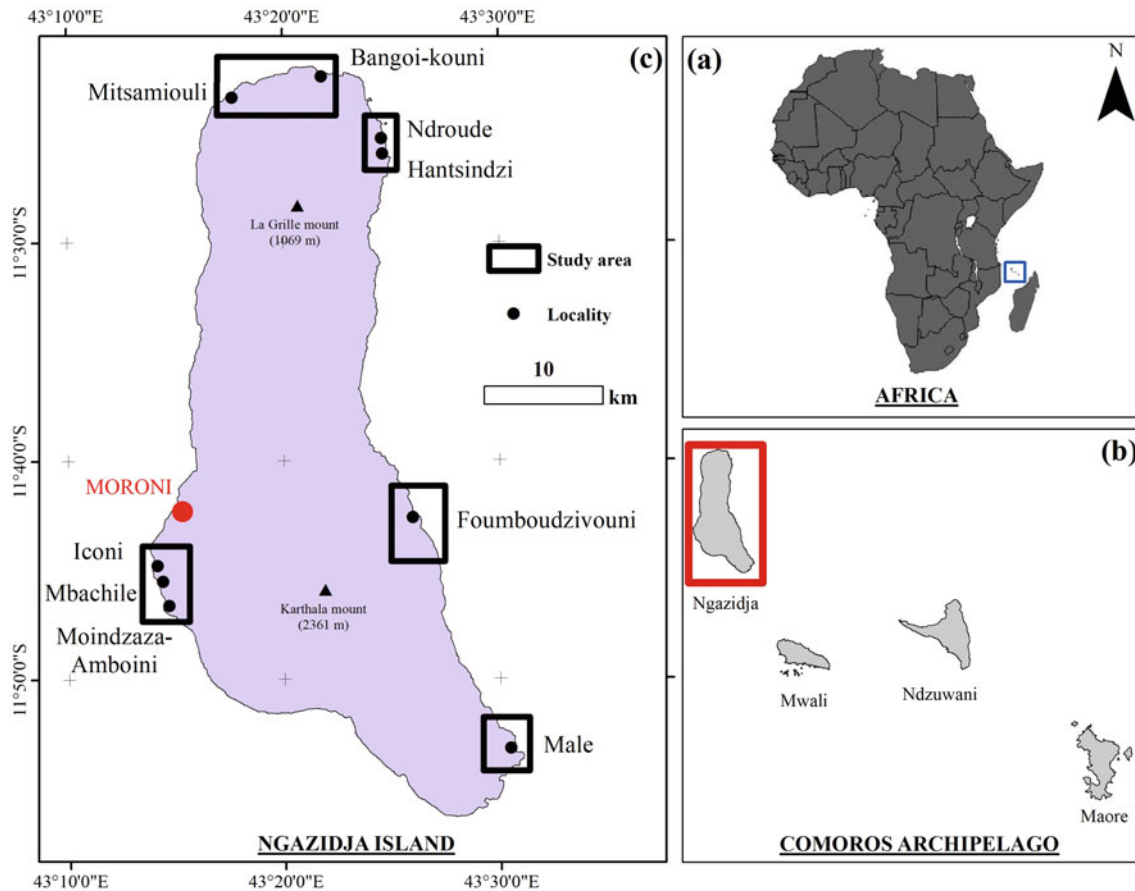 43°10'0"E
43°20'0"E
43°30'0"E
(c)
Bangoi-kouni
Mitsamiouli
Ndroude
Hantsindzi
La Grille mount
(1069 m)
11°30'0"S
Study area
Locality
10
km
11°40'0"S
MORONI
Foumboudzivouni
Iconi
Mbachile
Moindzaza-
Amboini
Karthala mount
(2361 m)
11°50'0"S
Male
NGAZIDJA ISLAND
43°10'0"E
43°20'0"E
43°30'0"E
(a)
N
AFRICA
(b)
Ngazidja
Mwali
Ndzuwani
Maore
COMOROS ARCHIPELAGO